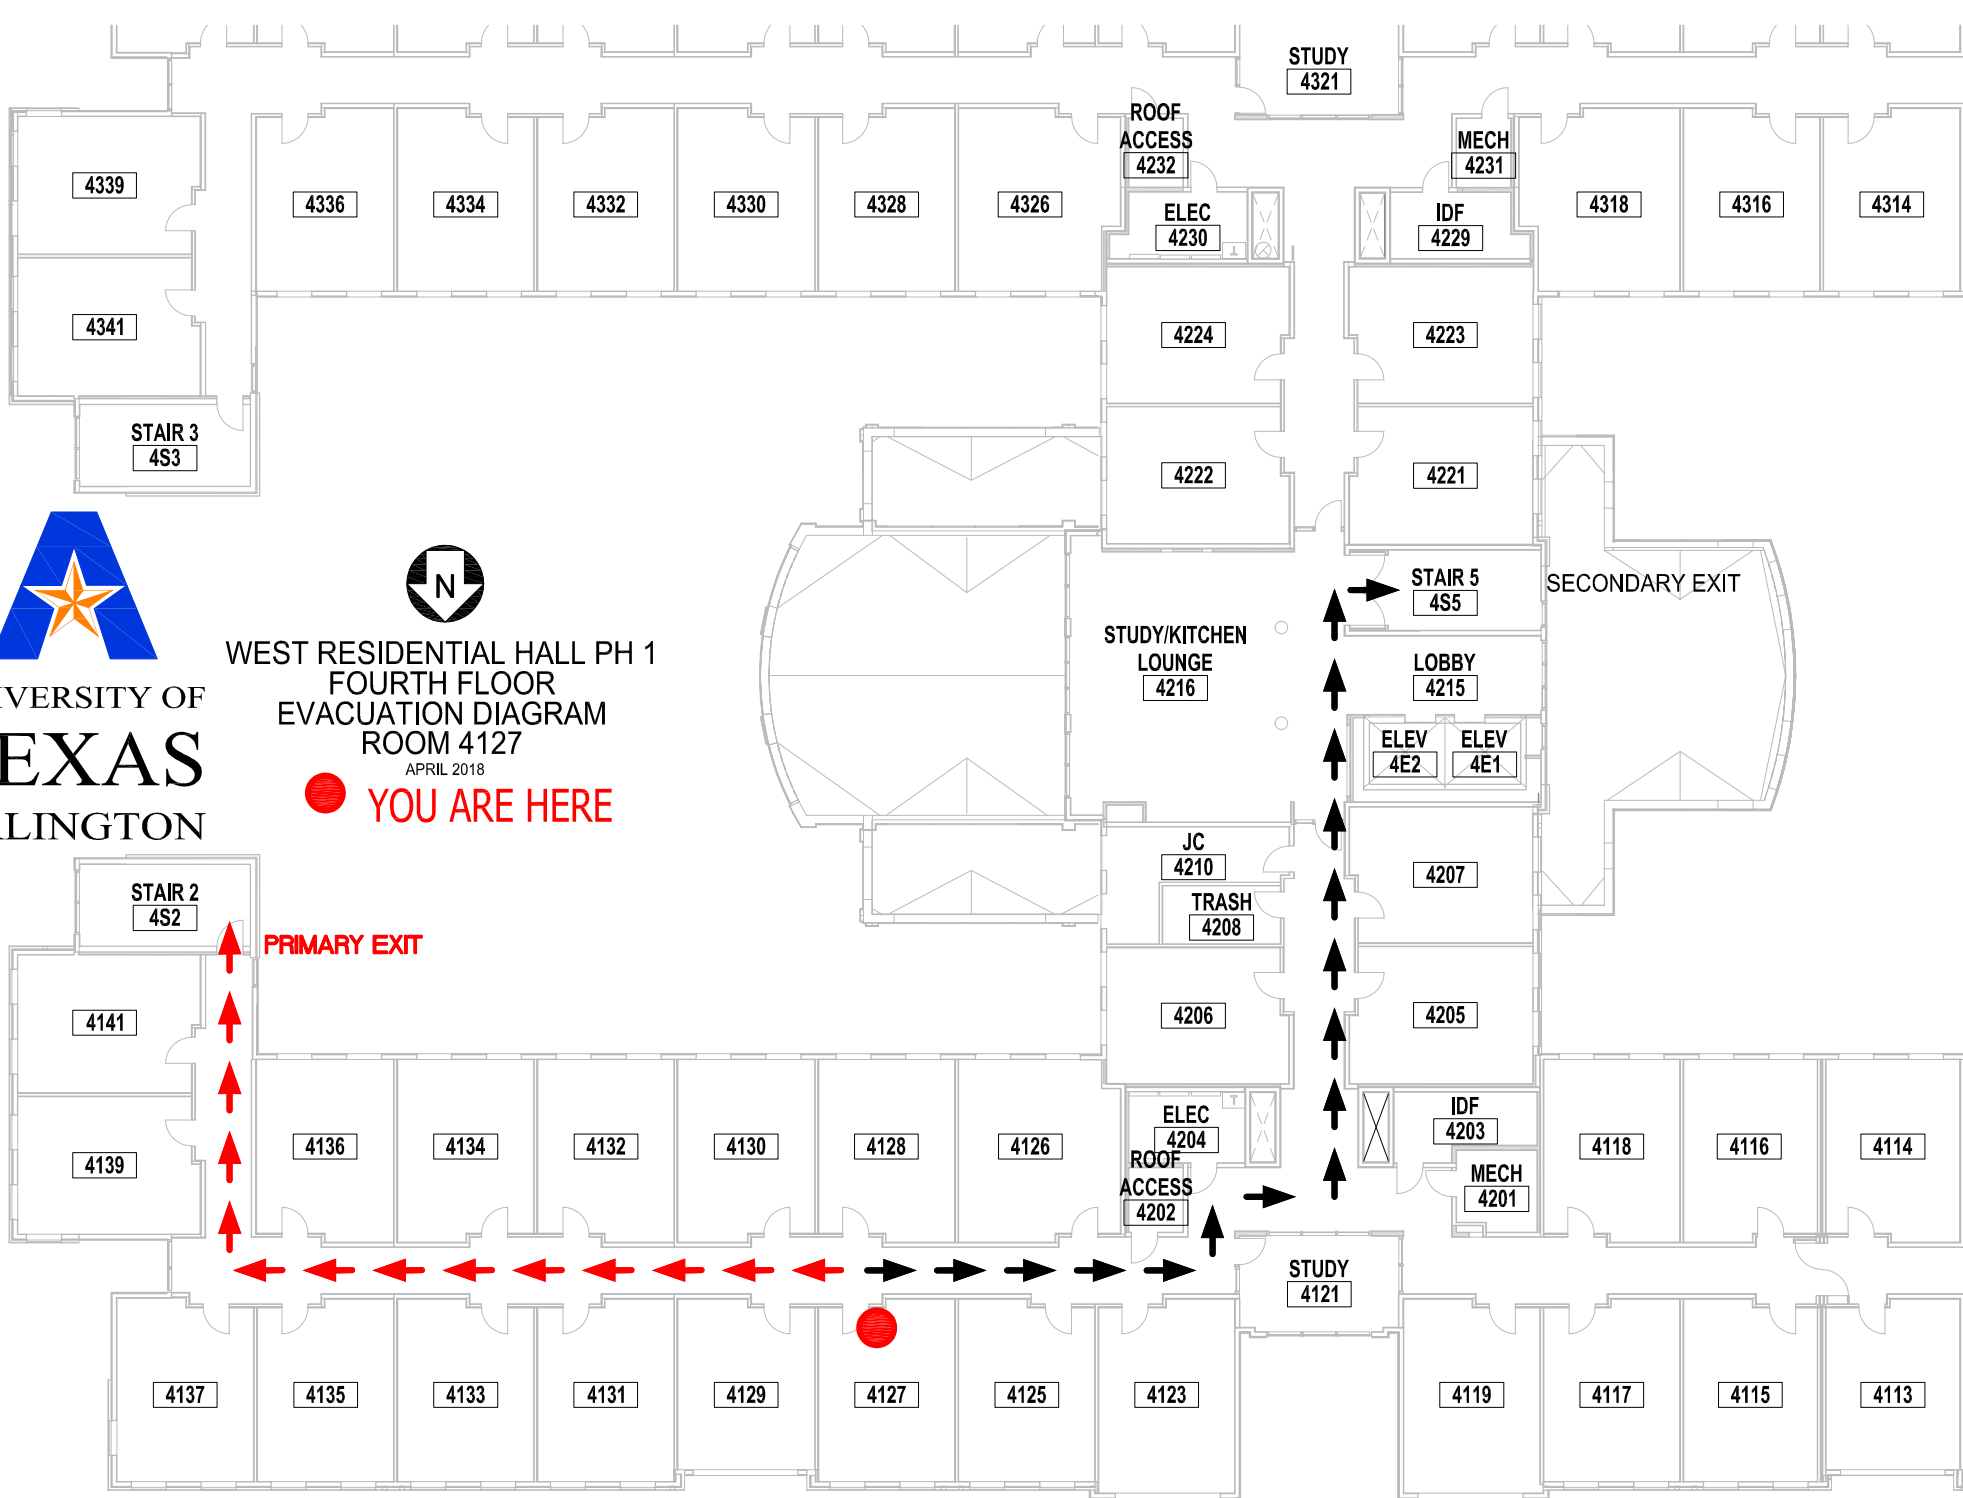 STUDY
4321
ROOF
ACCESS
4232
MECH
4231
4339
4336
4334
4332
4330
4328
4326
ELEC
4230
IDF
4229
4318
4316
4314
4341
4224
4223
STAIR 3
4S3
4222
4221
N
STAIR 5
4S5
SECONDARY EXIT
WEST RESIDENTIAL HALL PH 1
FOURTH FLOOR
EVACUATION DIAGRAM
ROOM 4127
APRIL 2018
YOU ARE HERE
IVERSITY OF
EXAS
RLINGTON
STUDY/KITCHEN
LOUNGE
4216
LOBBY
4215
ELEV
4E2
ELEV
4E1
JC
4210
4207
TRASH
4208
STAIR 2
4S2
PRIMARY EXIT
4141
4206
4205
4139
4136
4134
4132
4130
4128
4126
ELEC
4204
IDF
4203
ROOF
ACCESS
4202
MECH
4201
4118
4116
4114
STUDY
4121
4137
4135
4133
4131
4129
4127
4125
4123
4119
4117
4115
4113